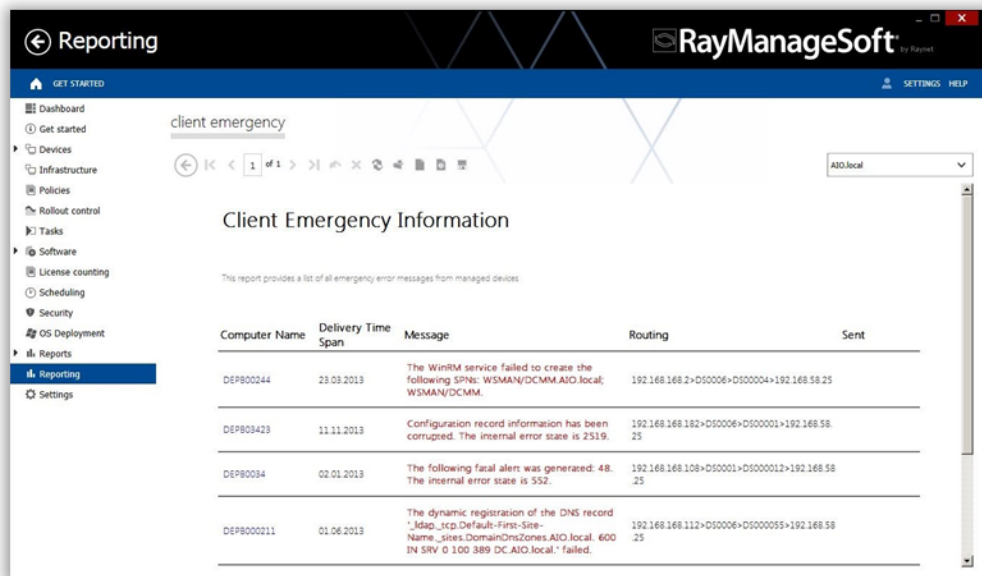 Reporting
RayManageSoft®
by Raynet
GET STARTED
SETTINGS HELP
Dashboard
Get started
Devices
Infrastructure
Policies
Rollout control
Tasks
Software
License counting
Scheduling
Security
OS Deployment
Reports
Reporting
Settings
client emergency
1 of 1
AIO.local
Client Emergency Information
This report provides a list of all emergency error messages from managed devices
Computer Name Delivery Time Span Message Routing Sent
DEPB00244 23.03.2013
The WinRM service failed to create the
following SPNs: WSMAN/DCMM.AIO.local;
WSMAN/DCMM.
192.168.168.2>DS0006>DS00004>192.168.58.25
DEPB03423 11.11.2013
Configuration record information has been
corrupted. The internal error state is 2519.
192.168.168.182>DS0006>DS00001>192.168.58.
25
DEPB0034 02.01.2013
The following fatal alert was generated: 48.
The internal error state is 552.
192.168.168.108>DS0001>DS000012>192.168.58
.25
DEPB000211 01.06.2013
The dynamic registration of the DNS record
'_ldap._tcp.Default-First-Site-
Name._sites.DomainDnsZones.AIO.local. 600
IN SRV 0 100 389 DC.AIO.local.' failed.
192.168.168.112>DS0006>DS000055>192.168.58
.25